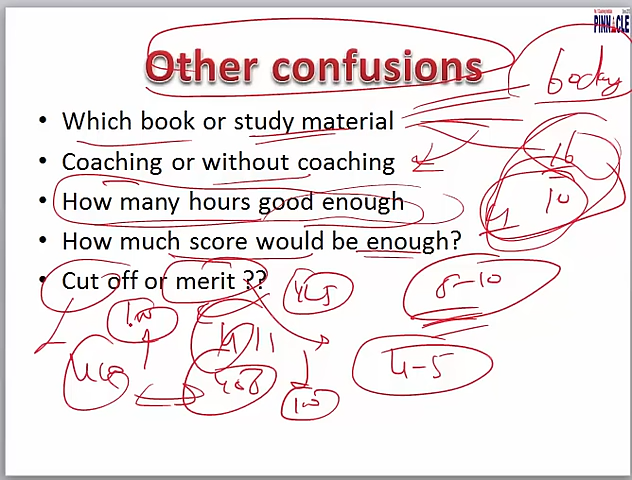 PINNACLE
Other confusions
• Which book or study material
• Coaching or without coaching
• How many hours good enough
• How much score would be enough?
• Cut off or merit ??
16
10
8-10
4-5